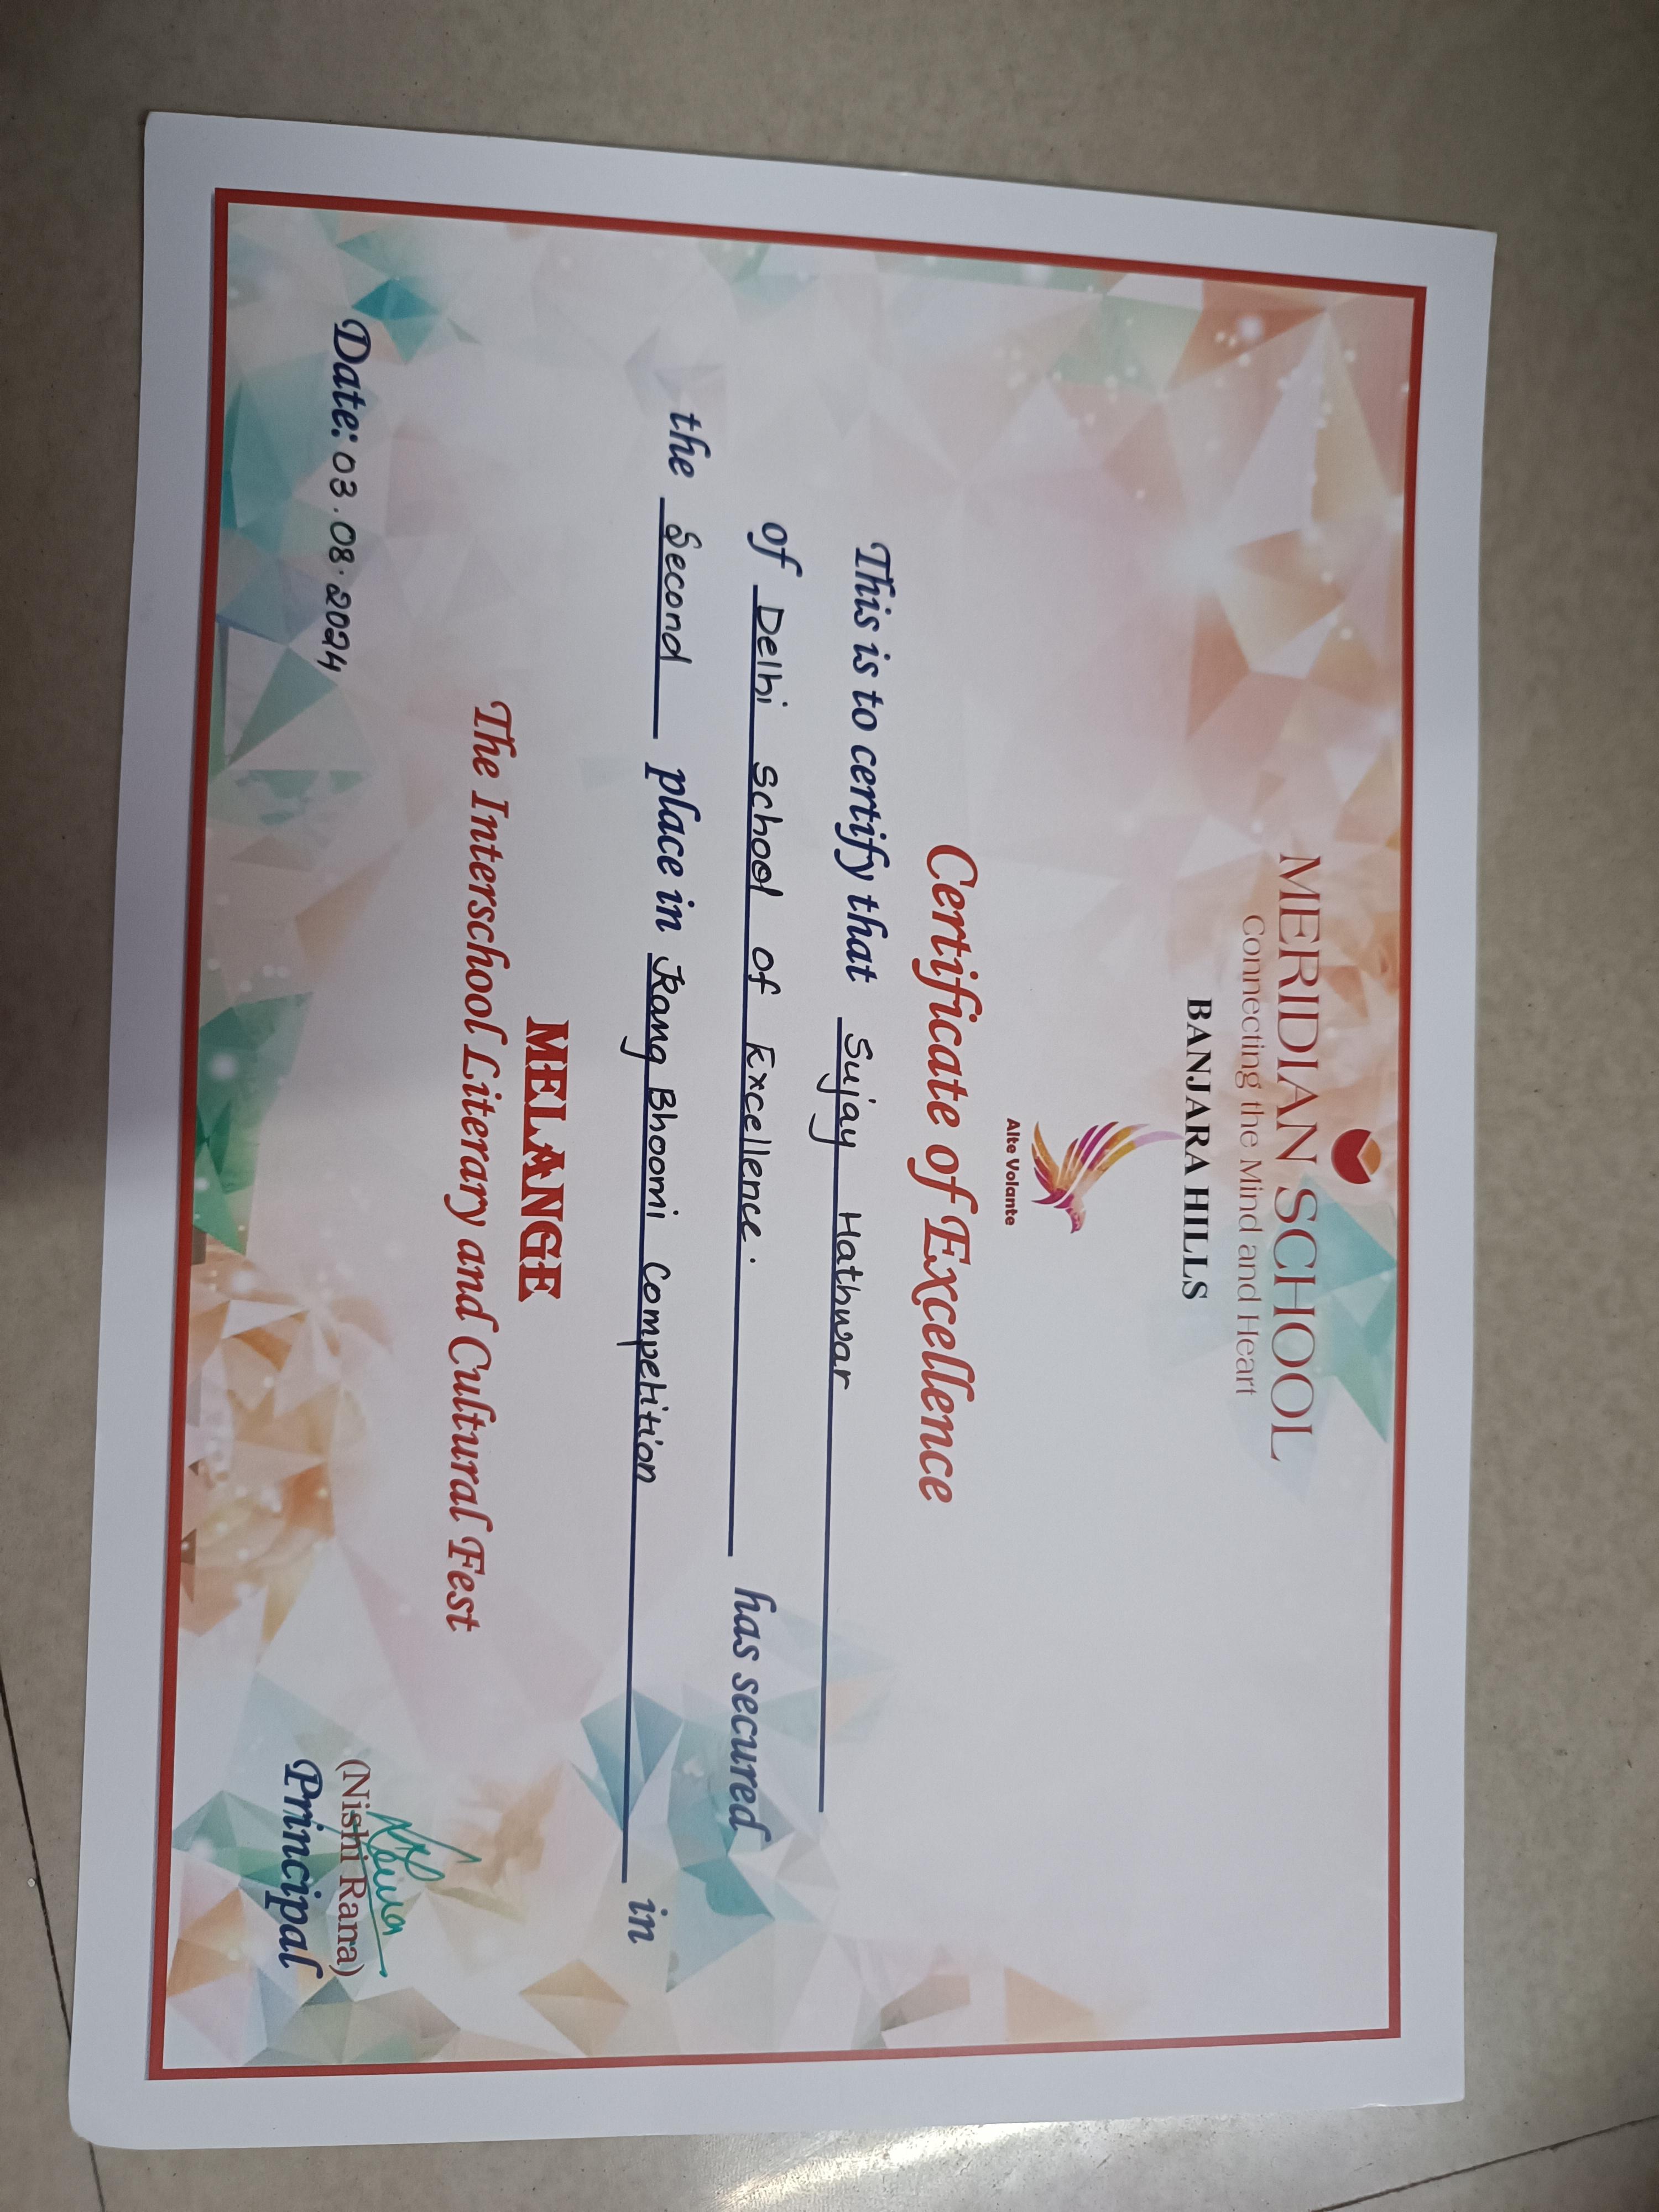 MERIDIAN SCHOOL
Connecting the Mind and Heart
BANJARA HILLS
Alte Volante
Certificate of Excellence
This is to certify that Sujay Hathwar
of Delhi School of Excellence. has secured
the Second place in Rang Bhoomi Competition in
MELANGE
The Interschool Literary and Cultural Fest
Date: 03.08.2024
(Nishi Rana)
Principal